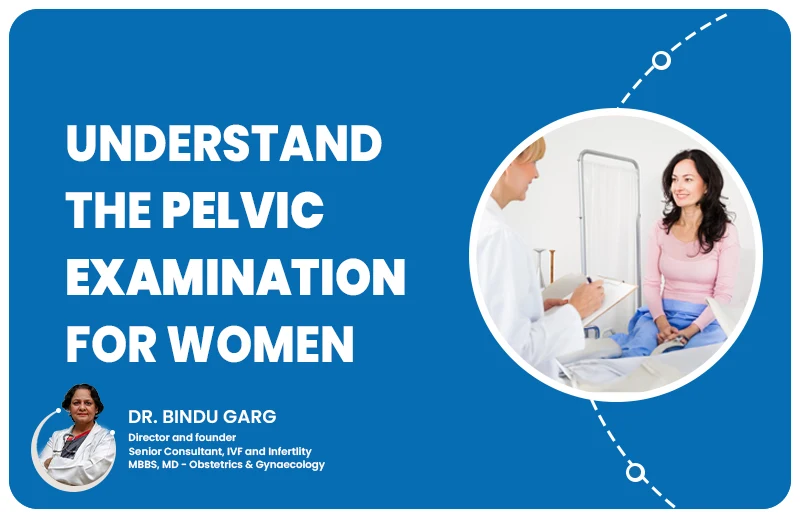 UNDERSTAND
THE PELVIC
EXAMINATION
FOR WOMEN
DR. BINDU GARG
Director and founder
Senior Consultant, IVF and Infertlity
MBBS, MD - Obstetrics & Gynaecology